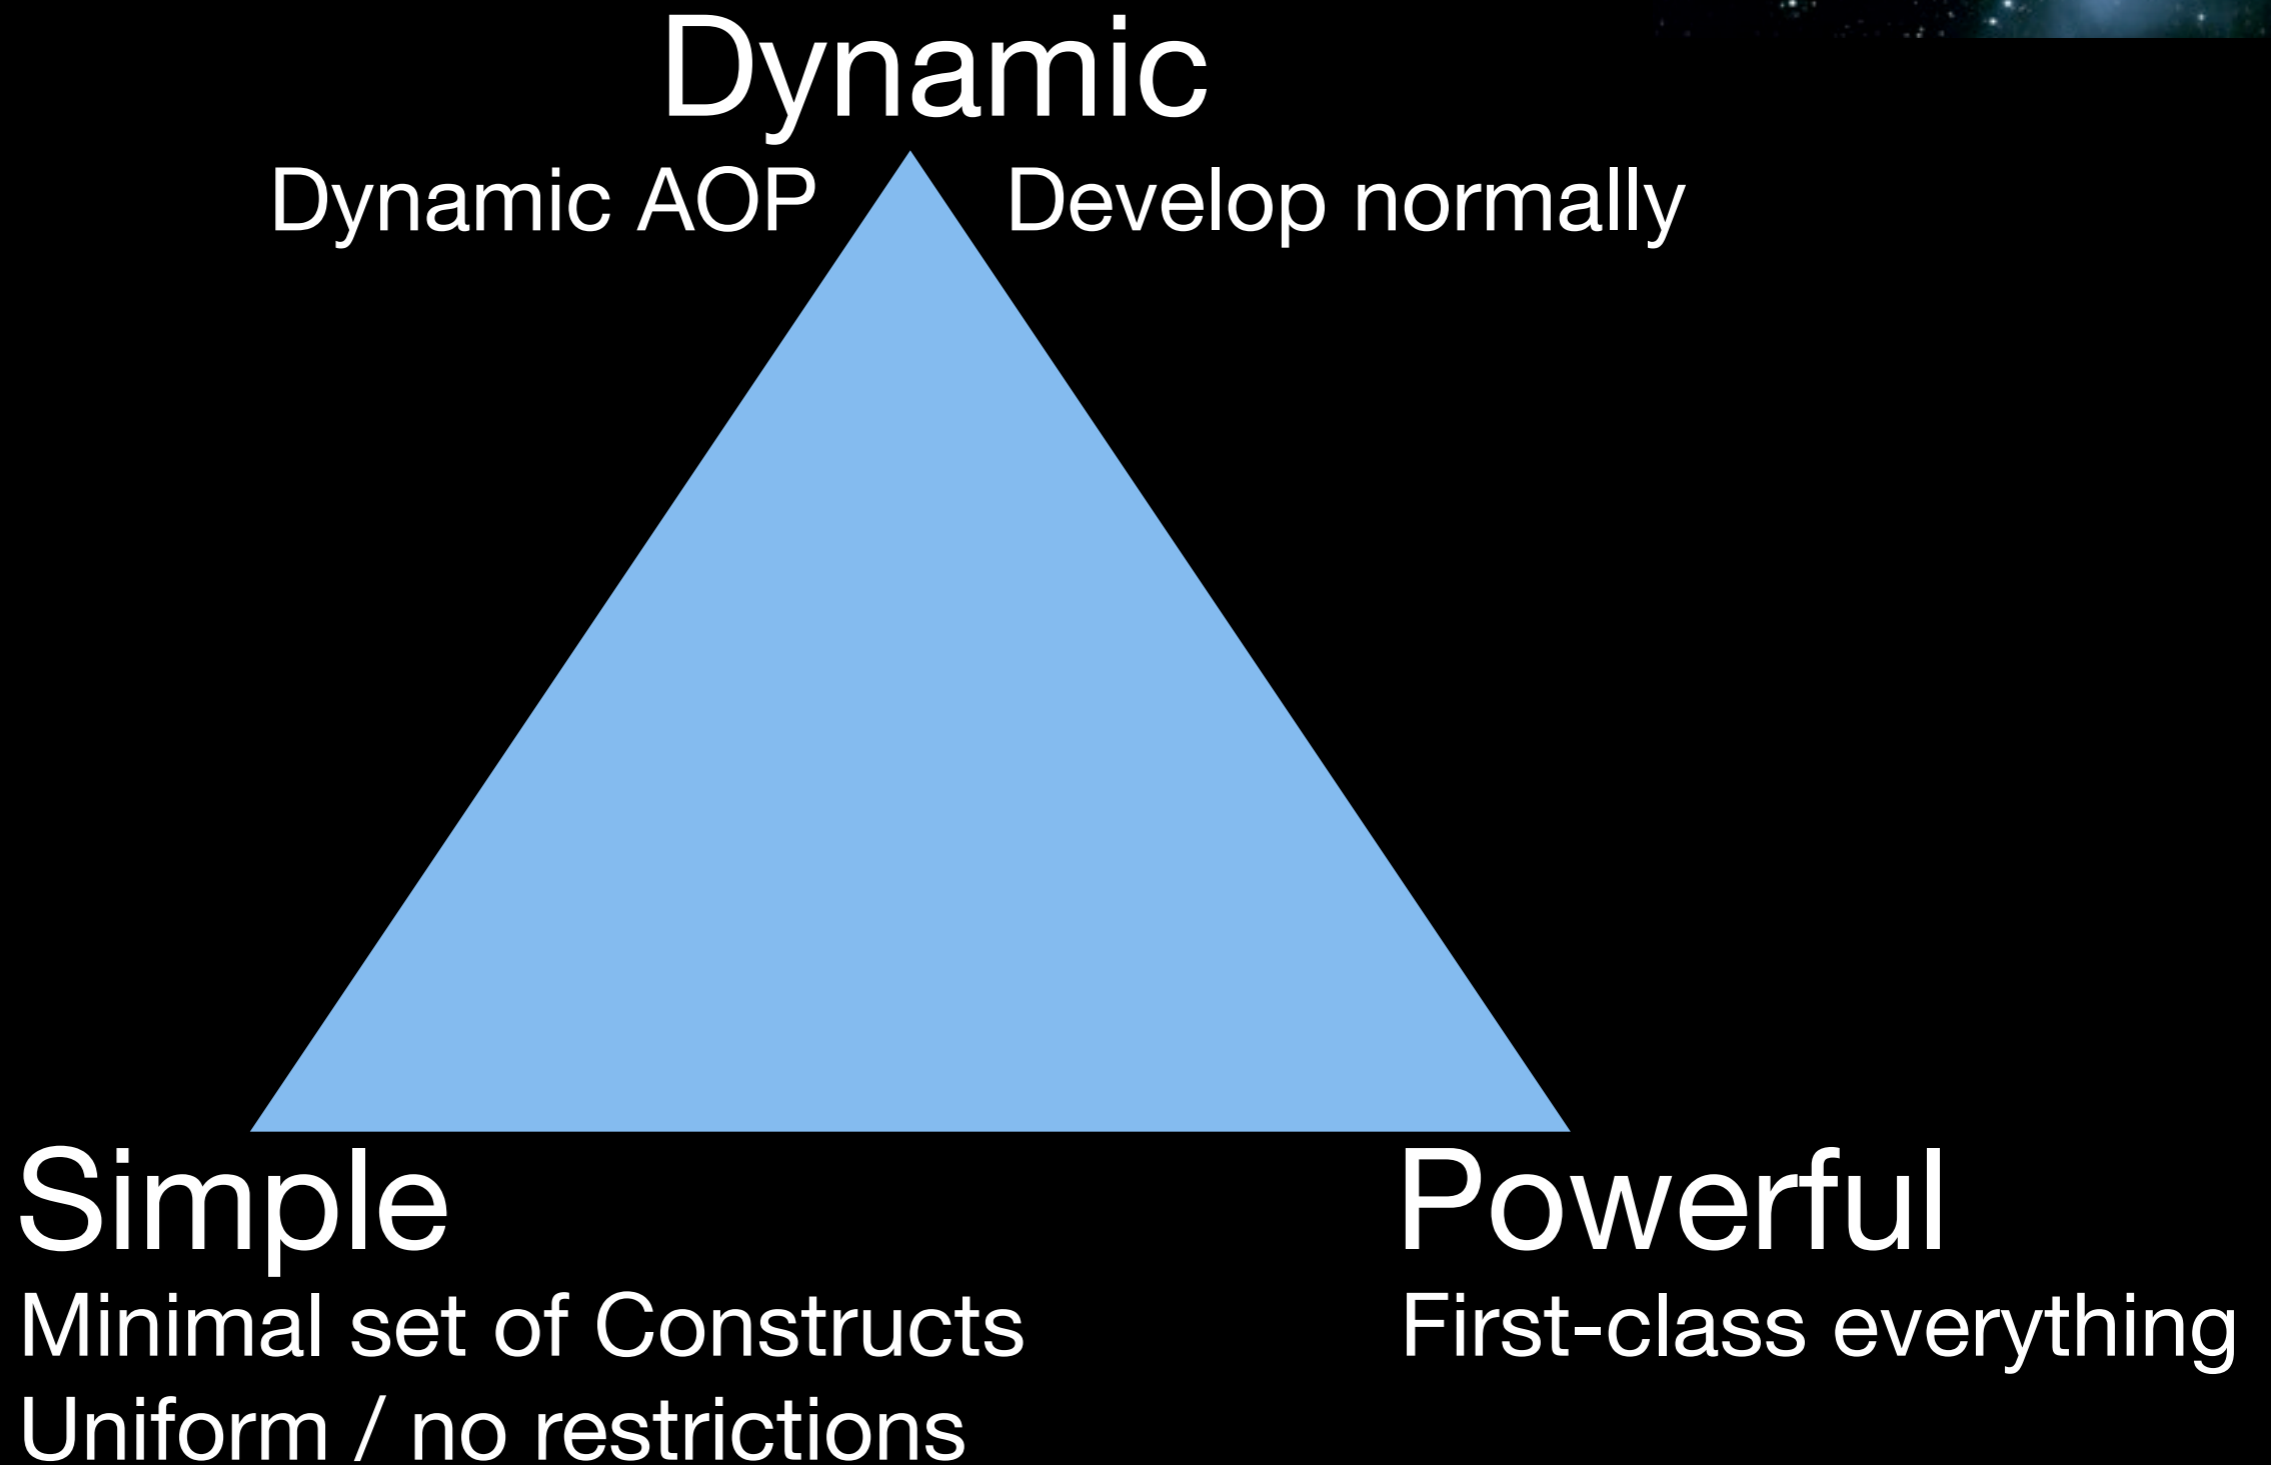 Dynamic
Dynamic AOP
Develop normally
Simple
Minimal set of Constructs
Uniform / no restrictions
Powerful
First-class everything